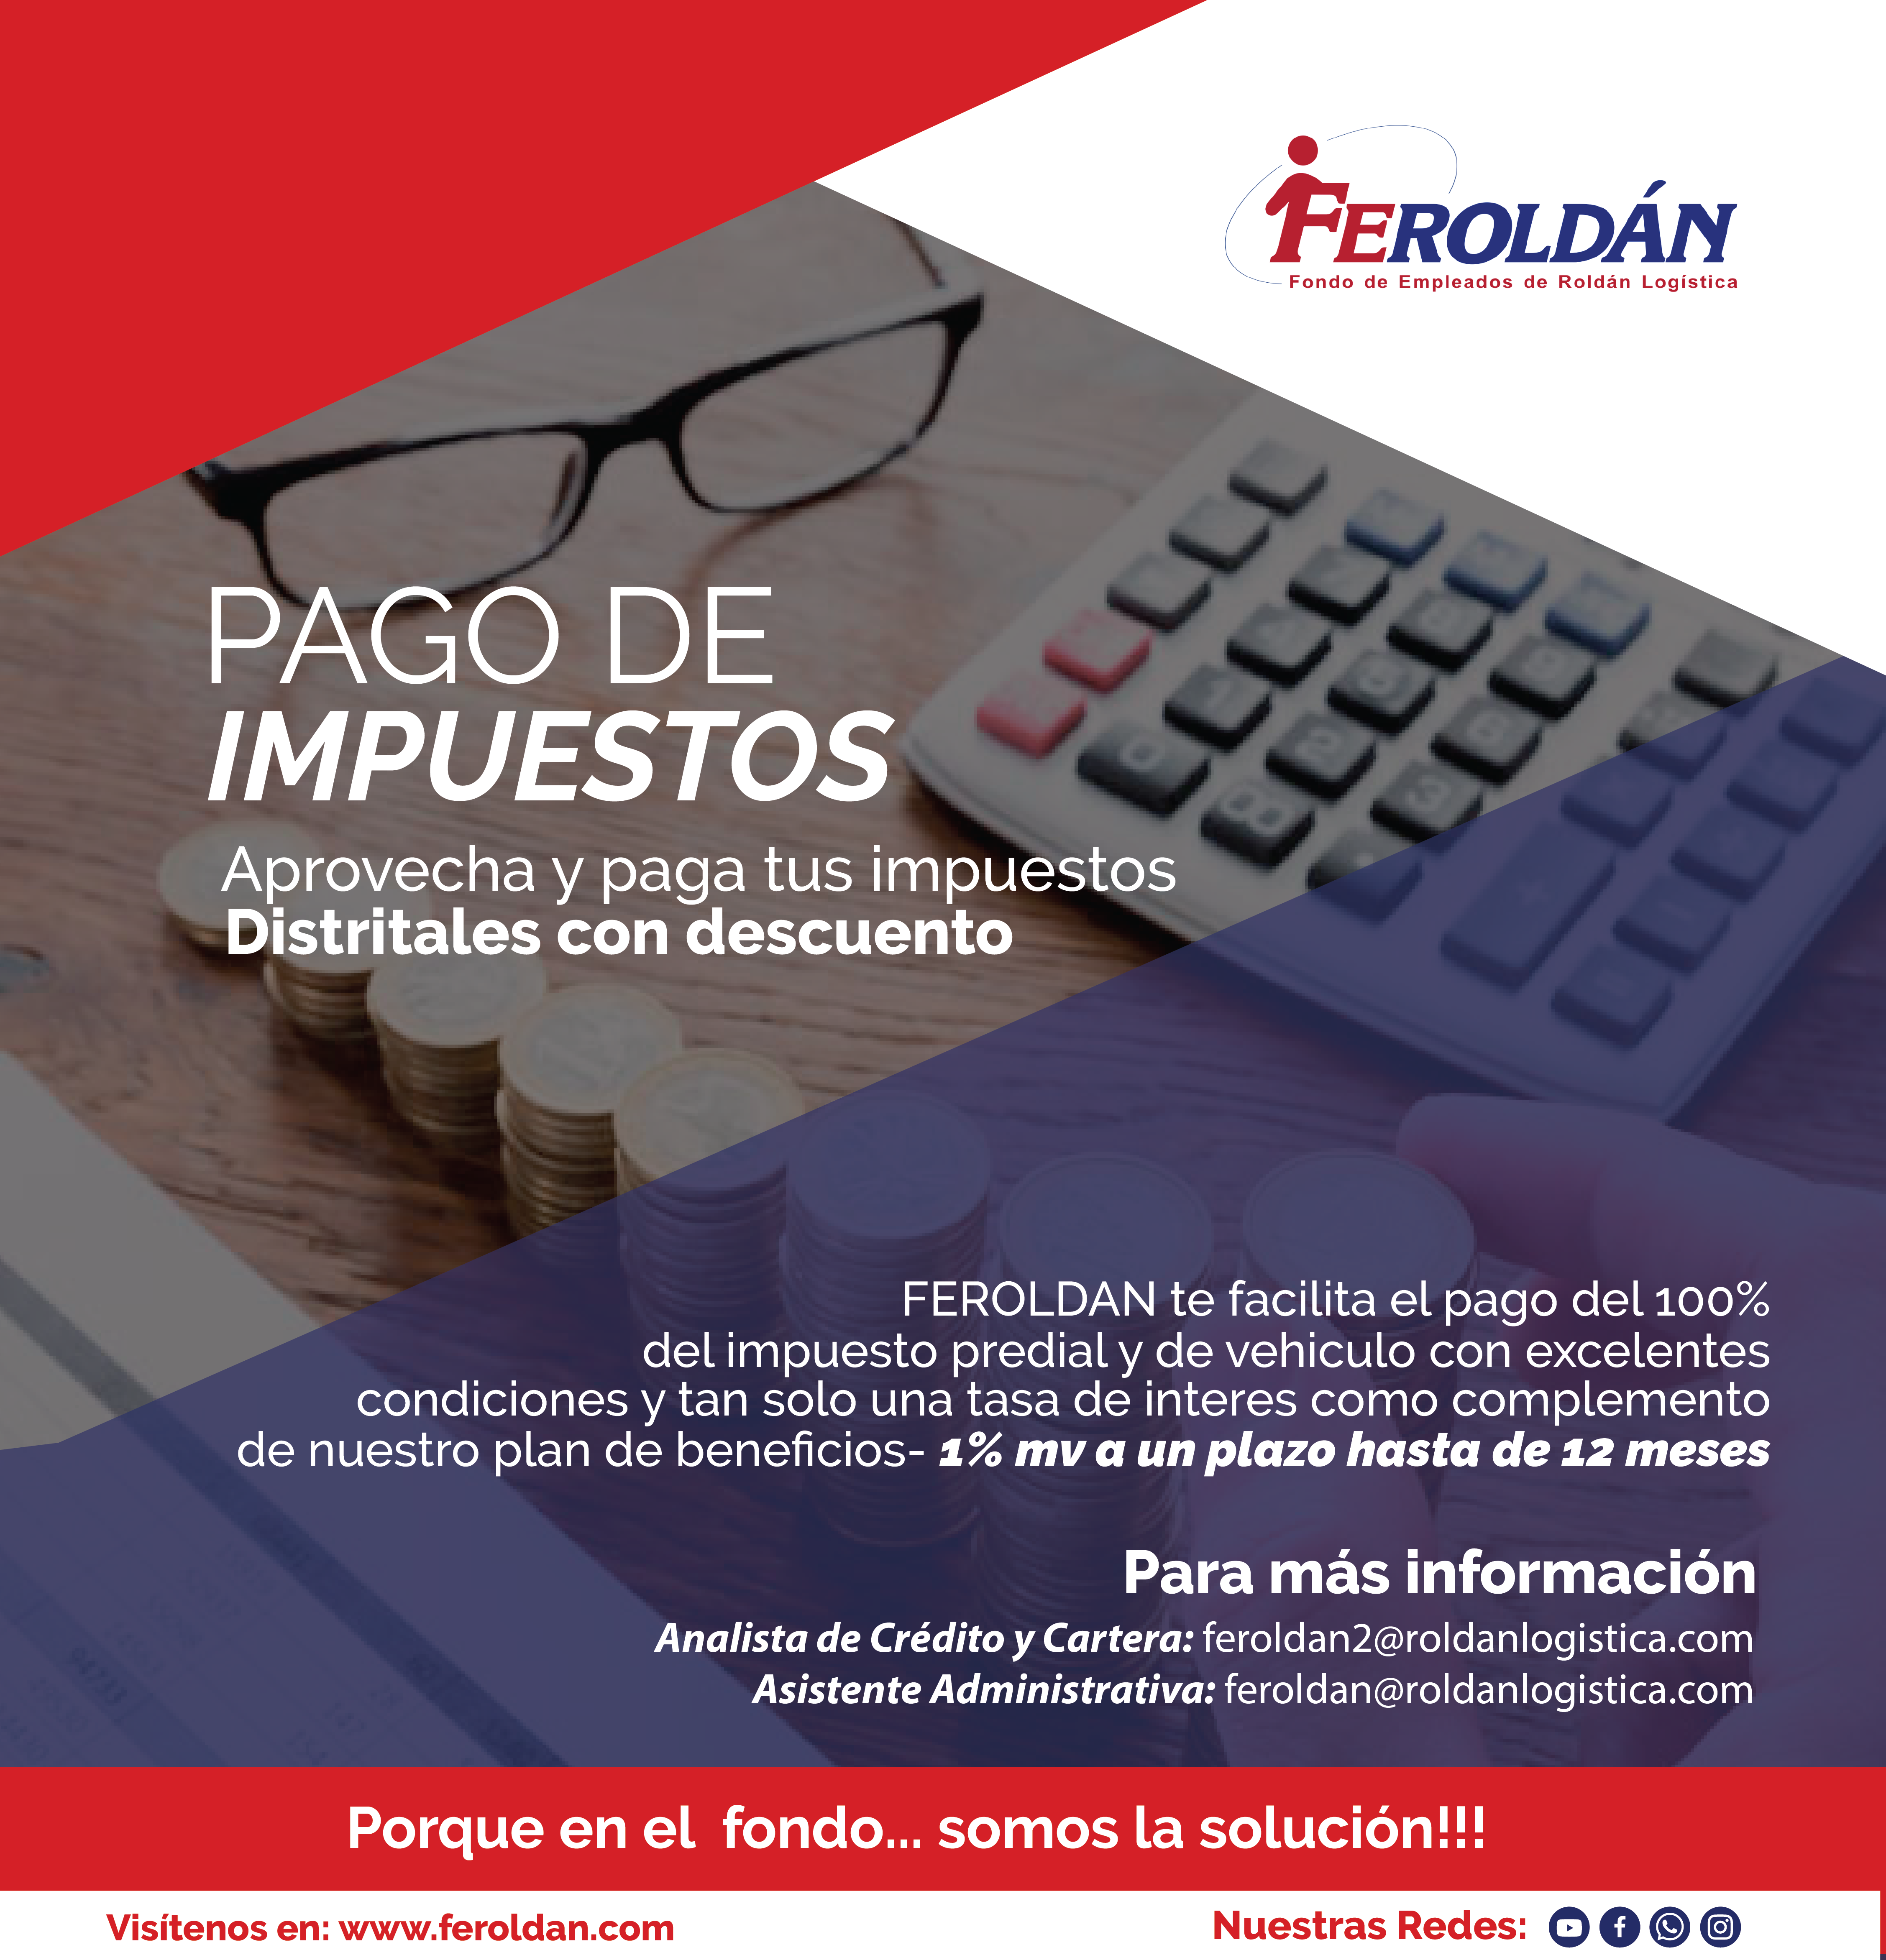 FEROLDÁN
Fondo de Empleados de Roldán Logística
PAGO DE
IMPUESTOS
Aprovecha y paga tus impuestos
Distritales con descuento
FEROLDAN te facilita el pago del 100%
del impuesto predial y de vehiculo con excelentes
condiciones y tan solo una tasa de interes como complemento
de nuestro plan de beneficios- 1% mv a un plazo hasta de 12 meses
Para más información
Analista de Crédito y Cartera: feroldan2@roldanlogistica.com
Asistente Administrativa: feroldan@roldanlogistica.com
Porque en el fondo... somos la solución!!!
Visítenos en: www.feroldan.com
Nuestras Redes: